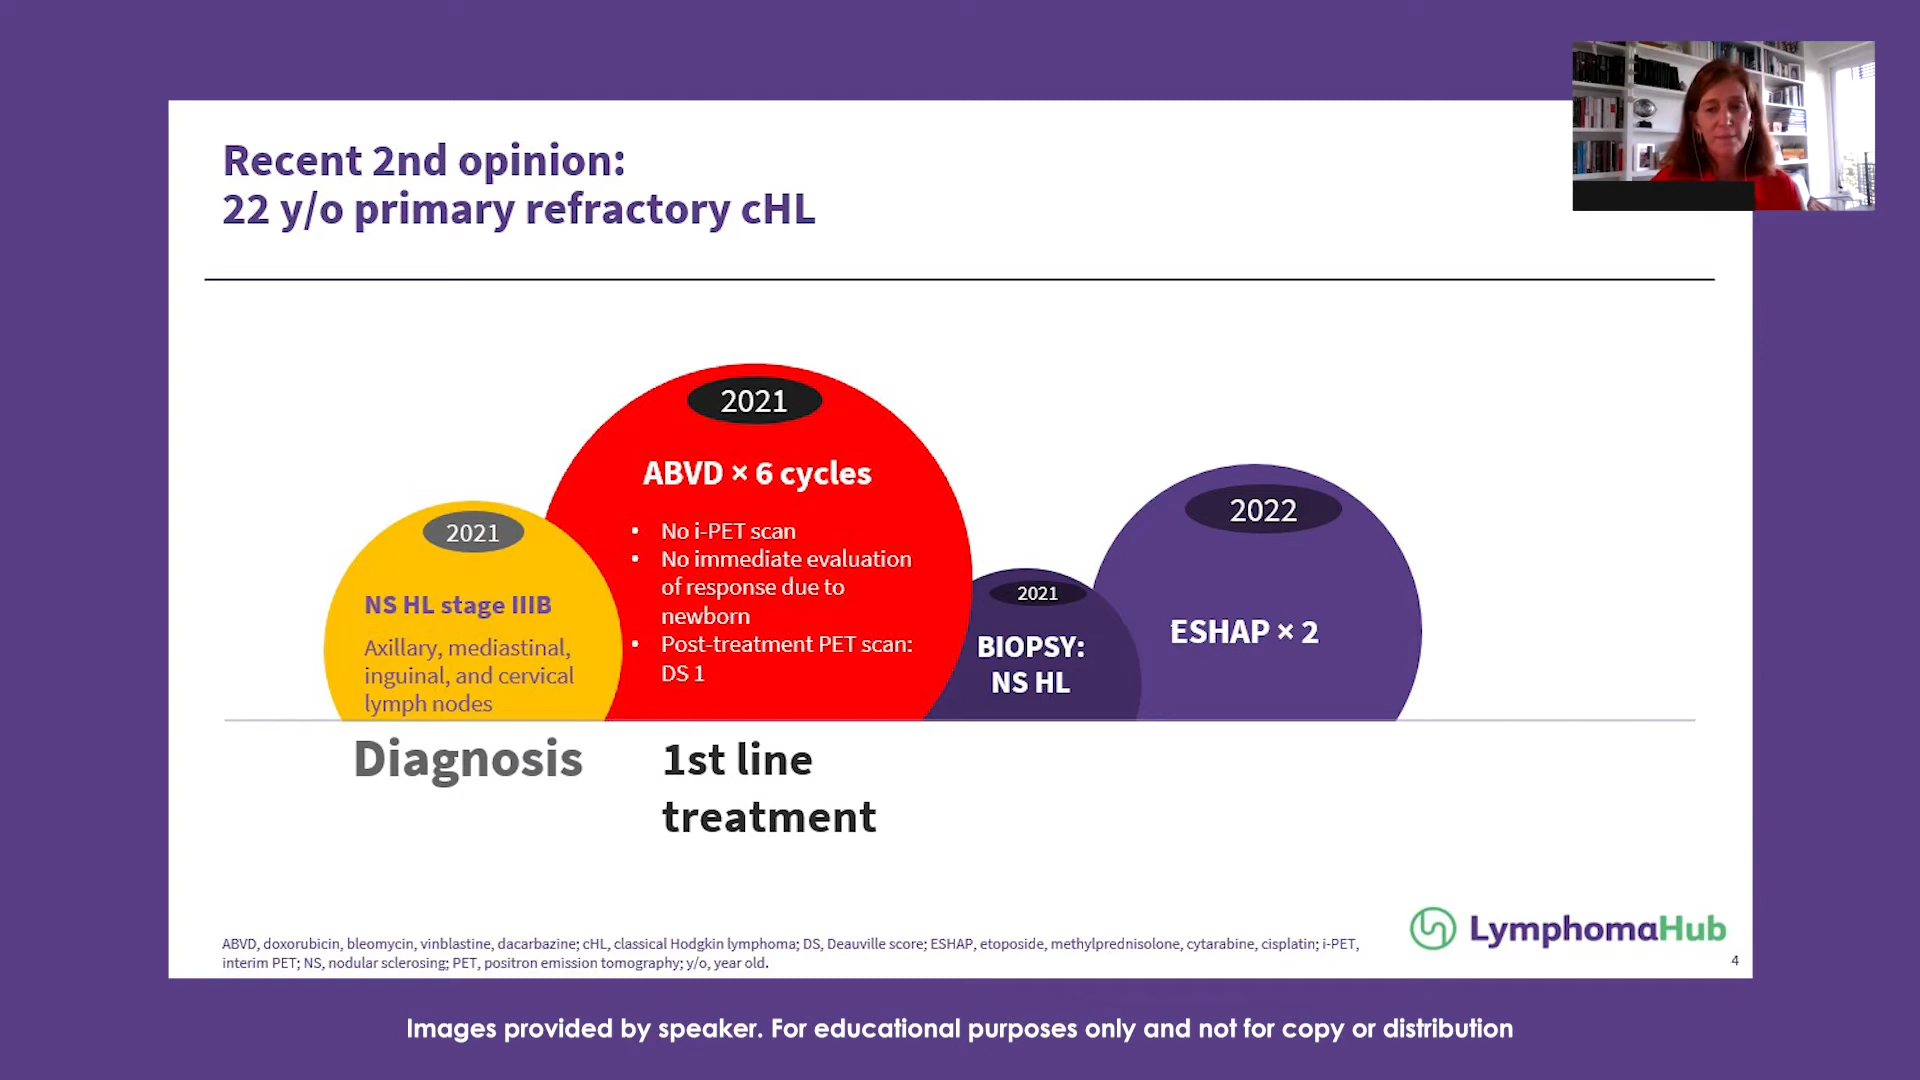 Recent 2nd opinion:
22 y/o primary refractory cHL
2021
NS HL stage IIIB
Axillary, mediastinal,
inguinal, and cervical
lymph nodes
2021
ABVD × 6 cycles
• No i-PET scan
• No immediate evaluation
of response due to
newborn
• Post-treatment PET scan:
DS 1
2021
BIOPSY:
NS HL
2022
ESHAP × 2
Diagnosis
1st line
treatment
ABVD, doxorubicin, bleomycin, vinblastine, dacarbazine; cHL, classical Hodgkin lymphoma; DS, Deauville score; ESHAP, etoposide, methylprednisolone, cytarabine, cisplatin; i-PET,
interim PET; NS, nodular sclerosing; PET, positron emission tomography; y/o, year old.
LymphomaHub
4
Images provided by speaker. For educational purposes only and not for copy or distribution